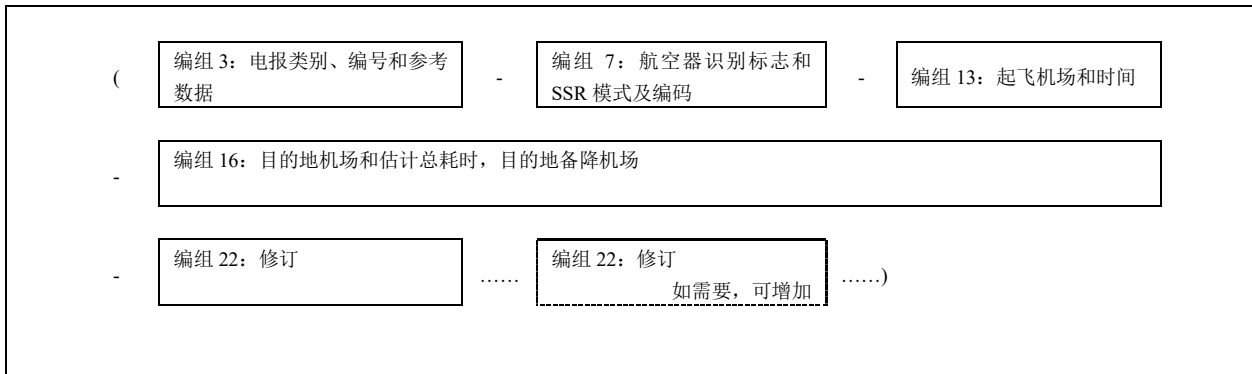 ( 编组 3：电报类别、编号和参考 - 编组 7：航空器识别标志和 - 编组 13：起飞机场和时间
数据 SSR 模式及编码
- 编组 16：目的地机场和估计总耗时，目的地备降机场
- 编组 22：修订 …… 编组 22：修订 ……)
如需要，可增加